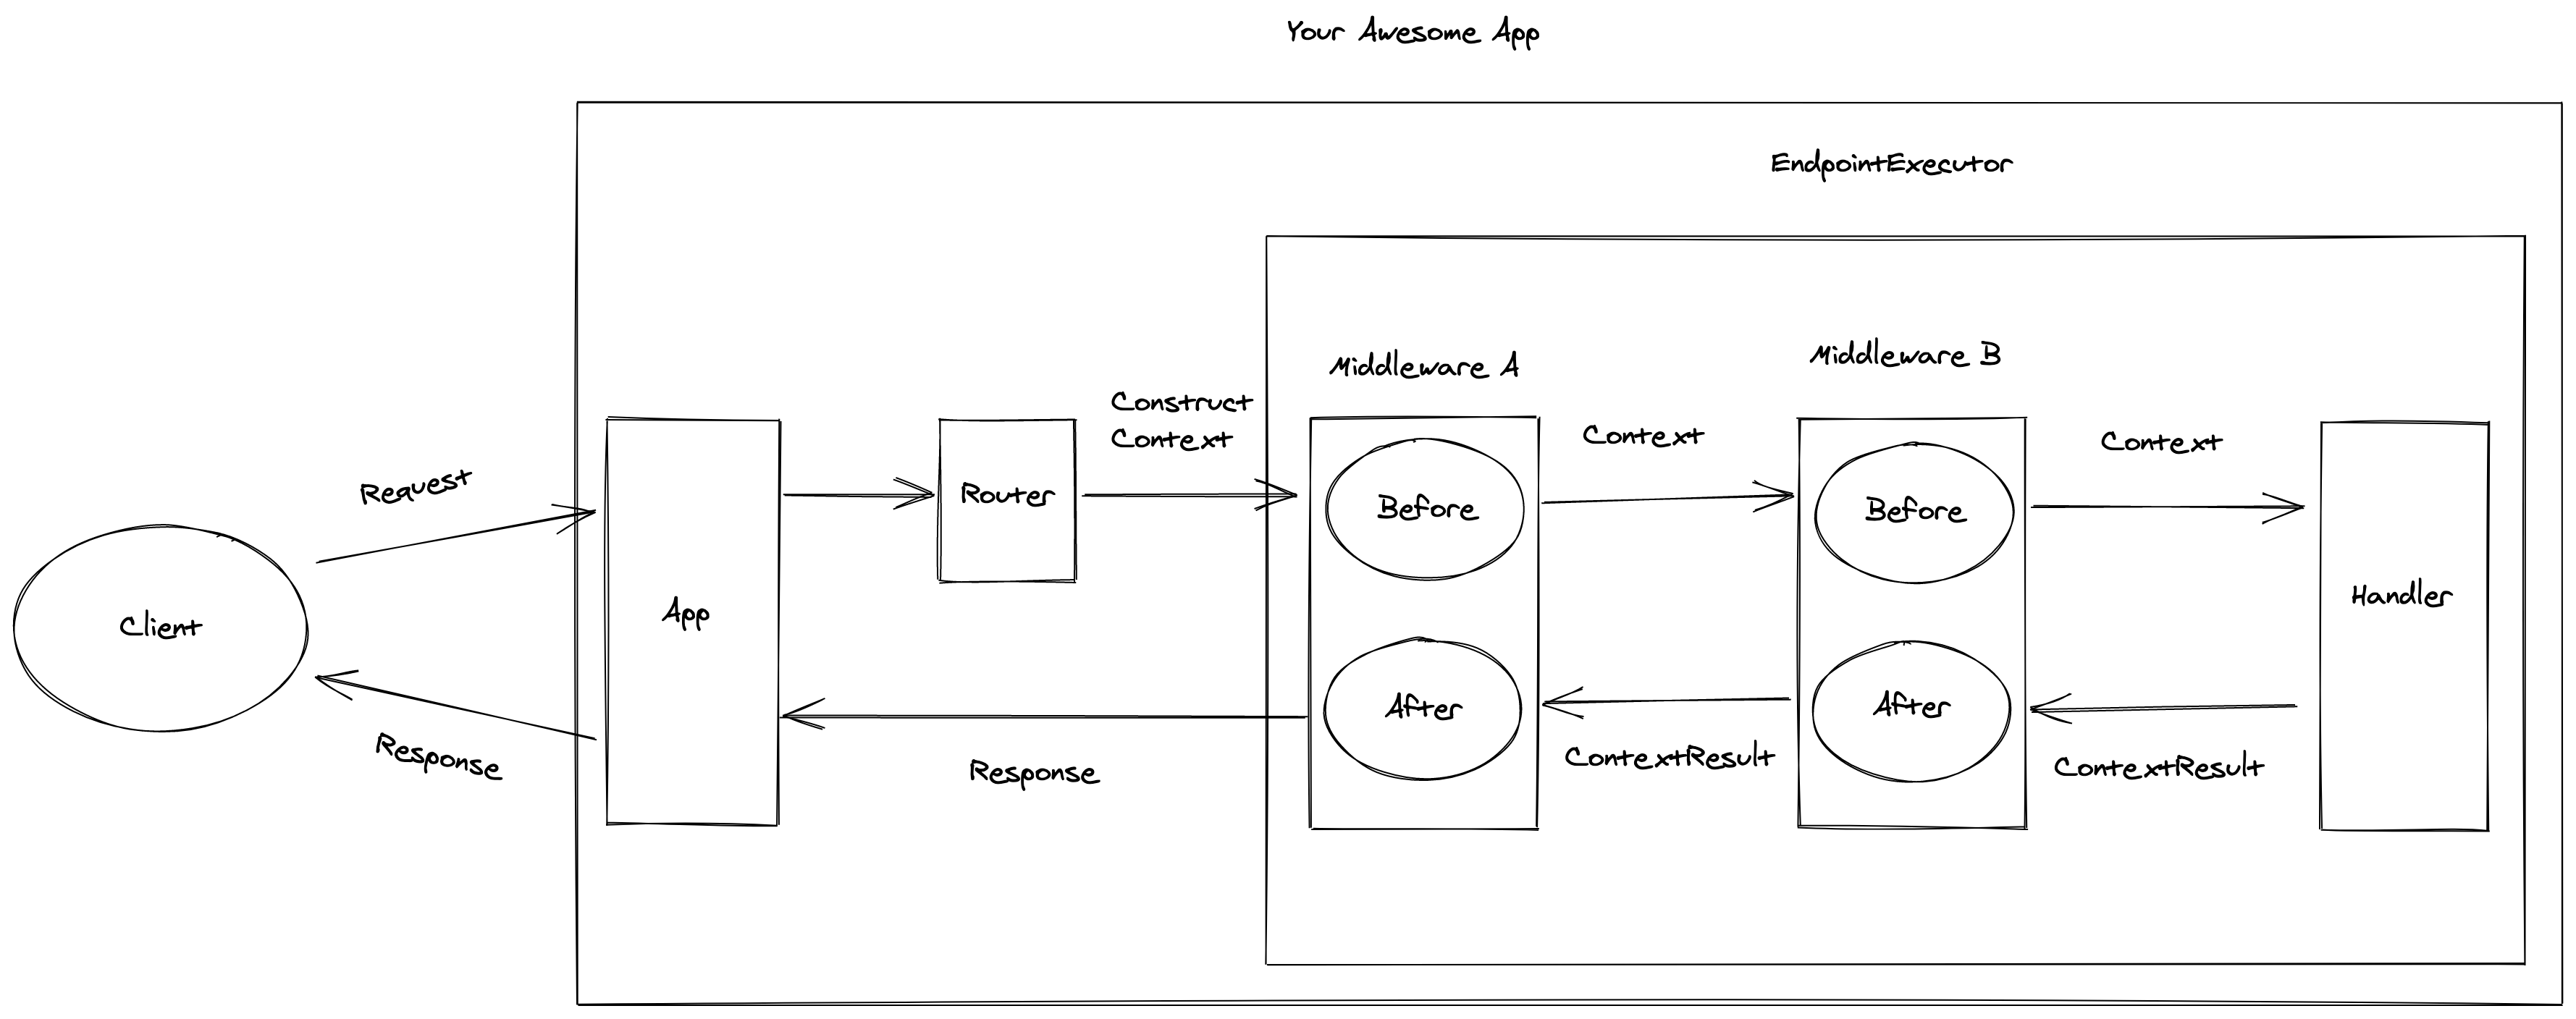 Your Awesome App
EndpointExecutor
Middleware A
Middleware B
Construct
Context
Context
Context
Request
Router
Before
Before
Handler
App
Client
After
After
Response
Response
ContextResult
ContextResult